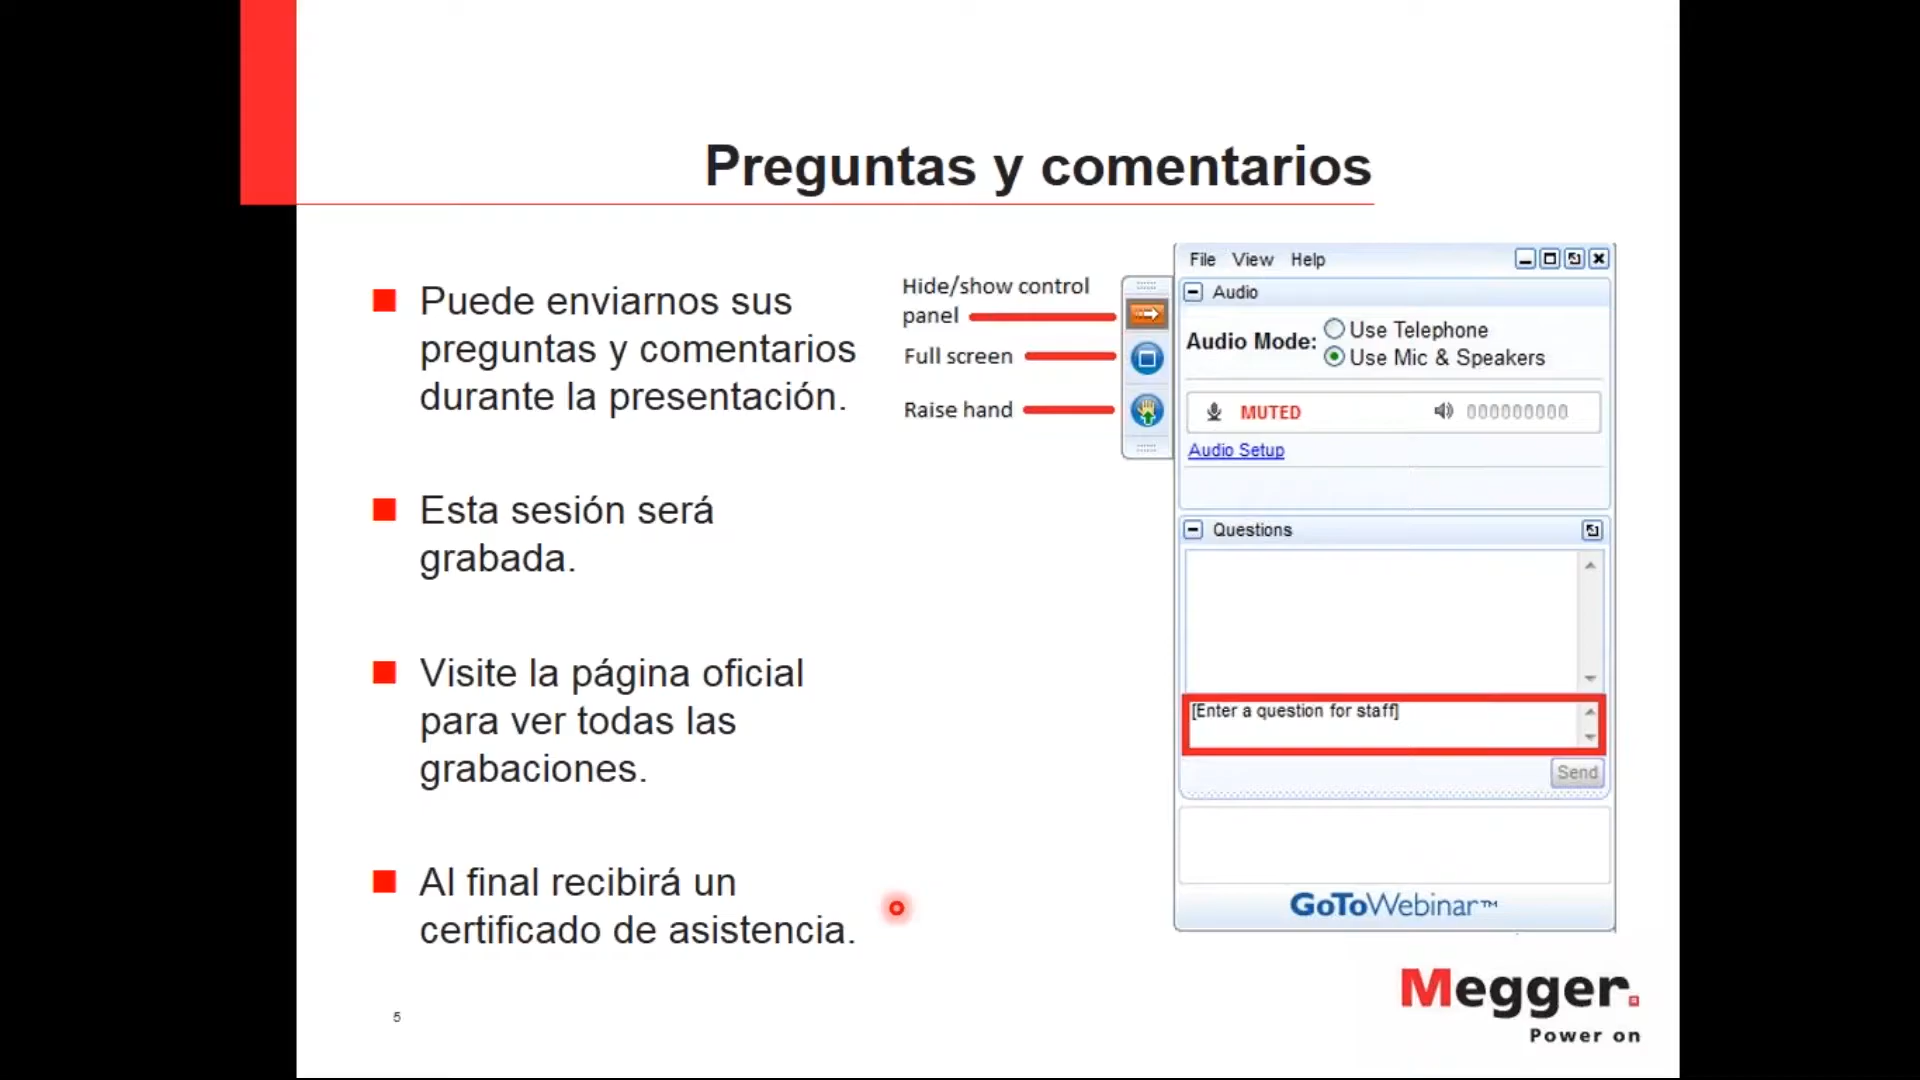 Preguntas y comentarios
Puede enviarnos sus
preguntas y comentarios
durante la presentación.
Esta sesión será
grabada.
Visite la página oficial
para ver todas las
grabaciones.
Al final recibirá un
certificado de asistencia.
5
Hide/show control
panel
Full screen
Raise hand
File View Help
Audio
Audio Mode:
Use Telephone
Use Mic & Speakers
MUTED 000000000
Audio Setup
Questions
[Enter a question for staff]
Send
GoToWebinar™
Megger.
Power on